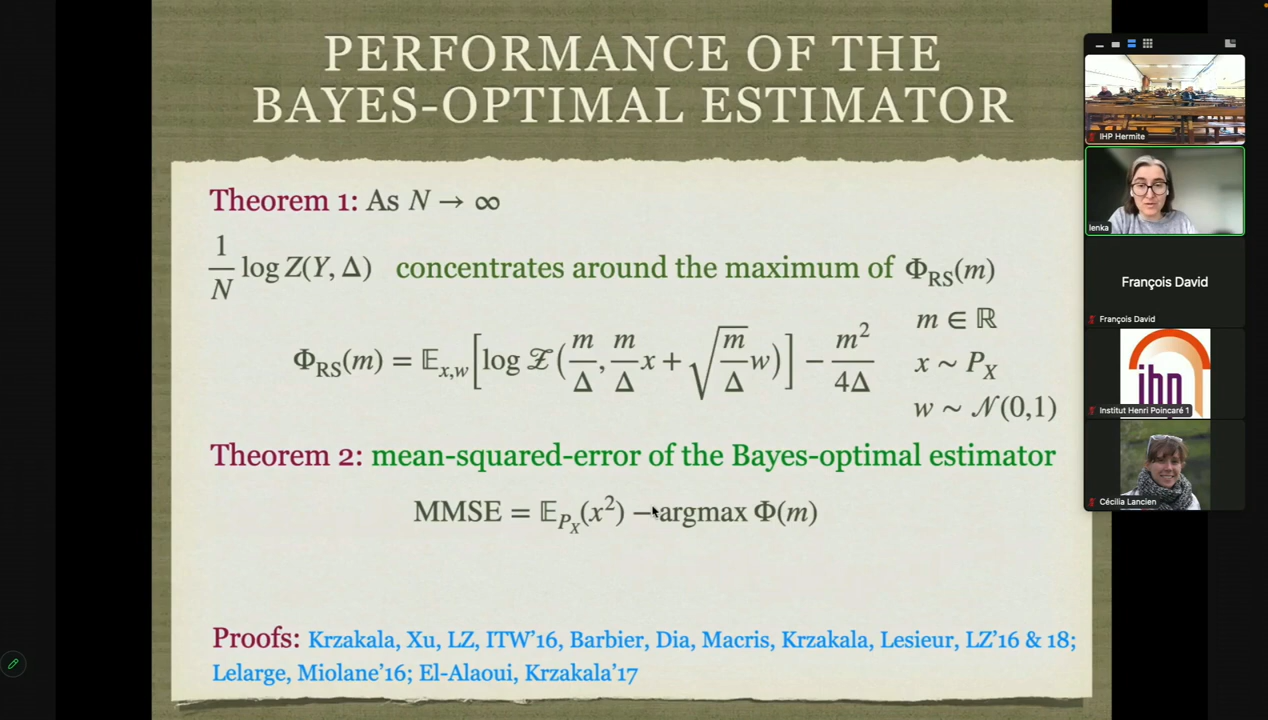 PERFORMANCE OF THE
BAYES-OPTIMAL ESTIMATOR
Theorem 1: As N → ∞
1/N log Z(Y, Δ) concentrates around the maximum of Φ_RS(m)
m ∈ ℝ
Φ_RS(m) = 𝔼_{x,w}[log 𝒵(m/Δ, m/Δ x + √(m/Δ) w)] − m²/4Δ
x ~ P_X
w ~ 𝒩(0,1)
Theorem 2: mean-squared-error of the Bayes-optimal estimator
MMSE = 𝔼_{P_X}(x²) − argmax Φ(m)
Proofs: Krzakala, Xu, LZ, ITW'16, Barbier, Dia, Macris, Krzakala, Lesieur, LZ'16 & 18;
Lelarge, Miolane'16; El-Alaoui, Krzakala'17
IHP Hermite
lenka
François David
François David
ihp
Institut Henri Poincaré 1
Cécilia Lancien